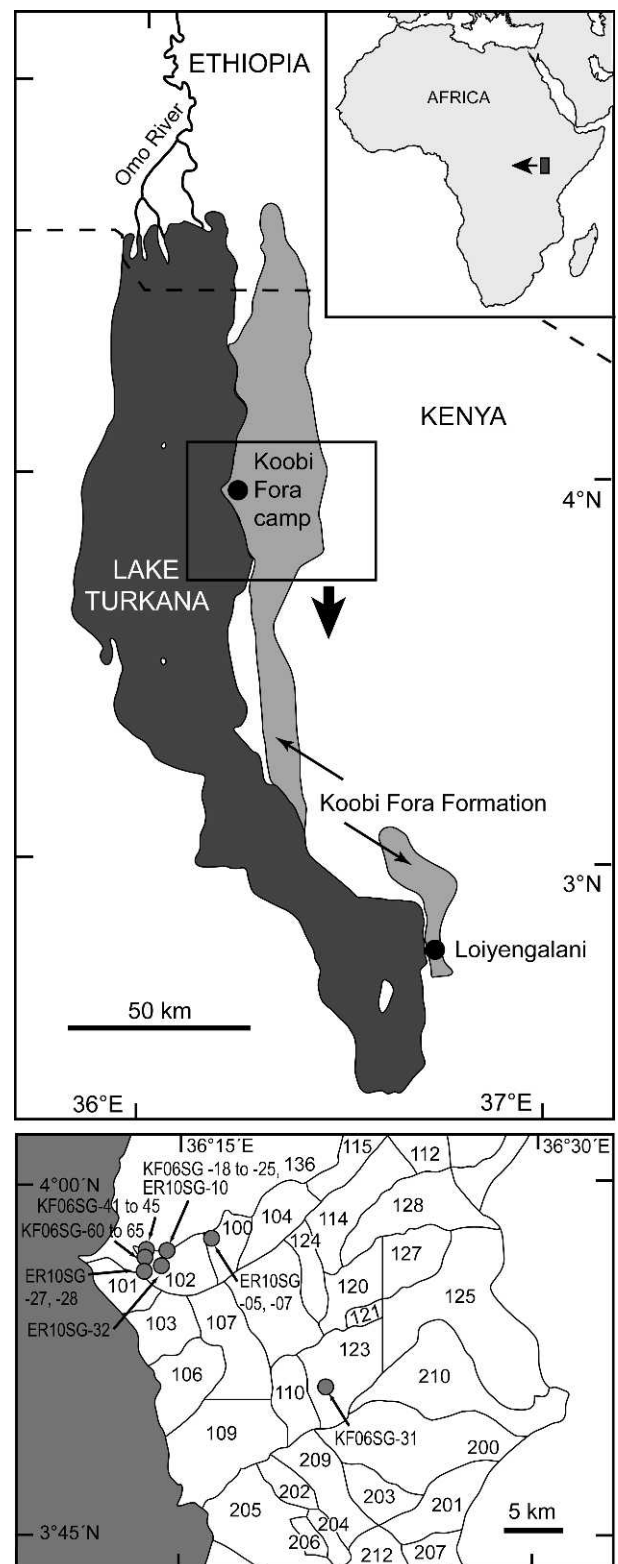 ETHIOPIA
AFRICA
Omo River
KENYA
Koobi
Fora
camp
4°N
LAKE
TURKANA
Koobi Fora Formation
3°N
Loiyengalani
50 km
36°E
37°E
36°15´E
36°30´E
KF06SG -18 to -25,
ER10SG-10
136
115
112
4°00´N
KF06SG-41 to 45
KF06SG-60 to 65
100
104
114
128
124
127
ER10SG
-27, -28
101
102
ER10SG
-05, -07
120
125
121
ER10SG-32
103
107
123
106
110
210
KF06SG-31
109
209
200
202
203
201
205
204
206
5 km
3°45´N
212
207